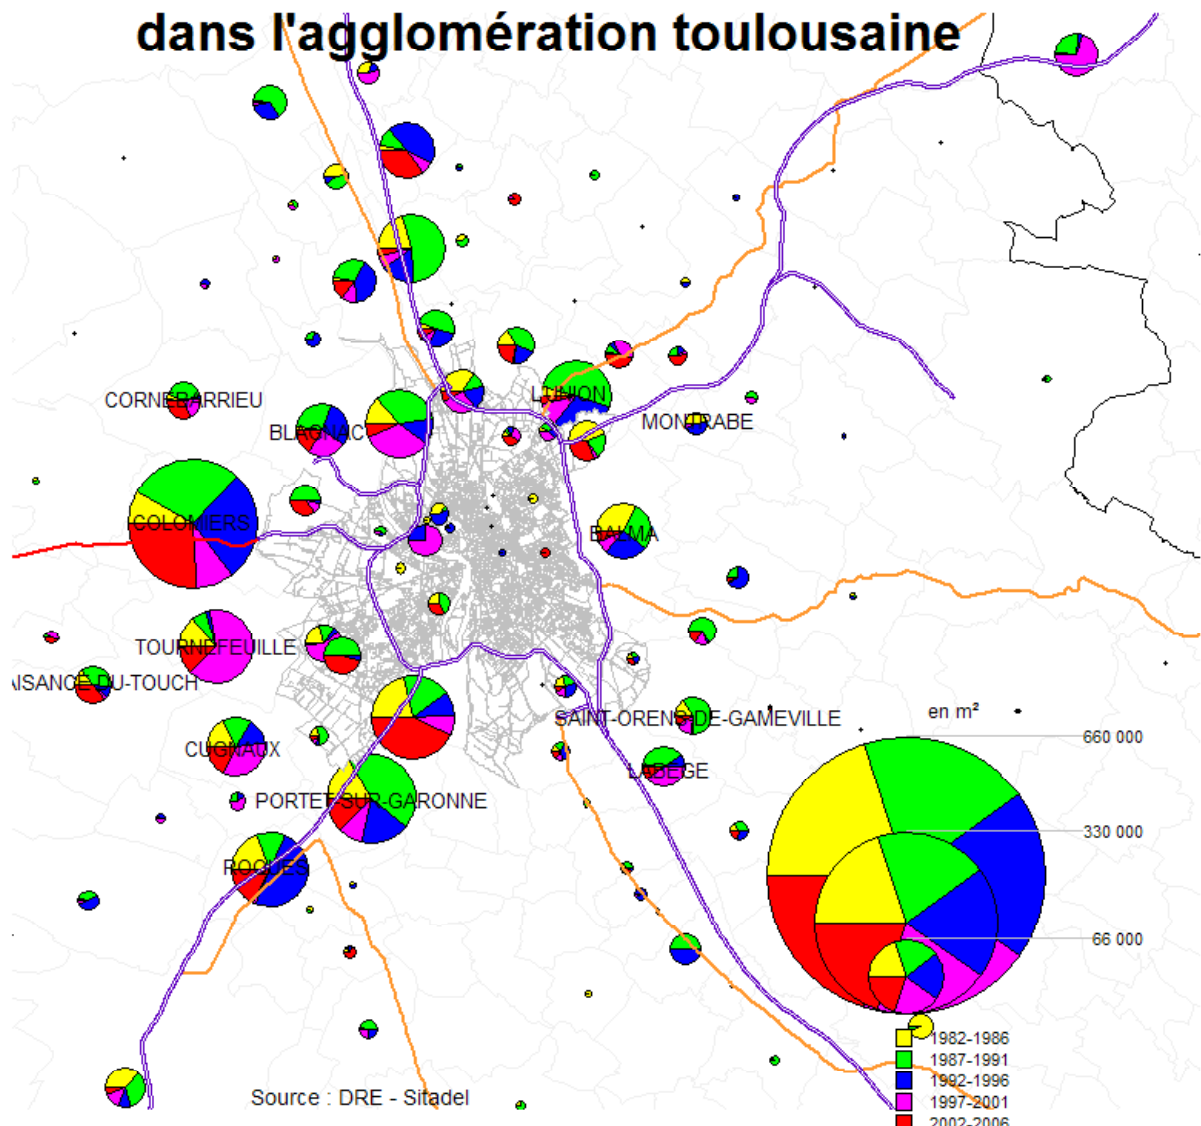 dans l'agglomération toulousaine
CORNEBARRIEU
BLAGNAC
L'UNION
MONTRABE
COLOMIERS
BALMA
TOURNEFEUILLE
AISANCE-DU-TOUCH
SAINT-ORENS-DE-GAMEVILLE
CUGNAUX
LABEGE
PORTET-SUR-GARONNE
ROQUES
en m²
660 000
330 000
66 000
1982-1986
1987-1991
1992-1996
1997-2001
2002-2006
Source : DRE - Sitadel